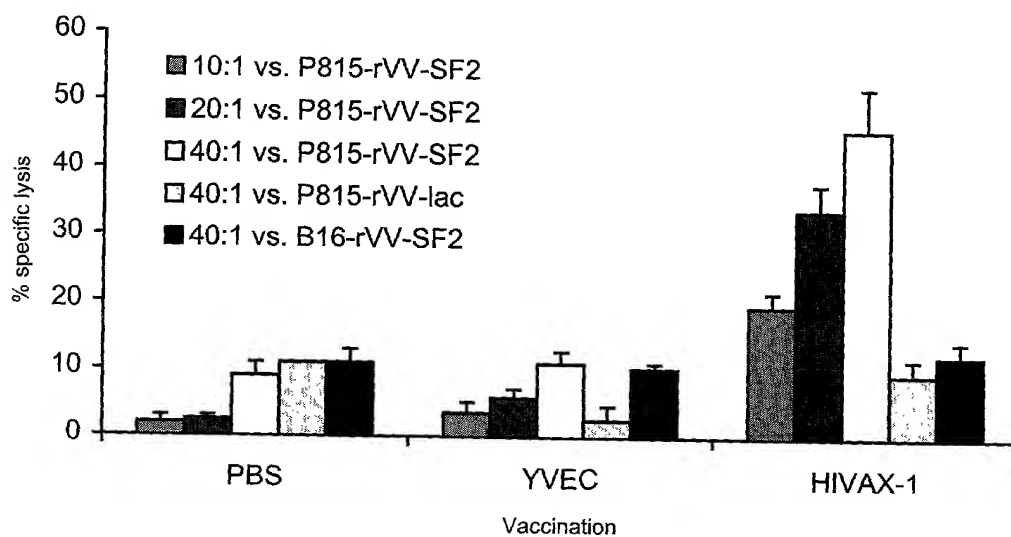 60
50
40
30
20
10
0
% specific lysis
10:1 vs. P815-rVV-SF2
20:1 vs. P815-rVV-SF2
40:1 vs. P815-rVV-SF2
40:1 vs. P815-rVV-lac
40:1 vs. B16-rVV-SF2
PBS YVEC HIVAX-1
Vaccination